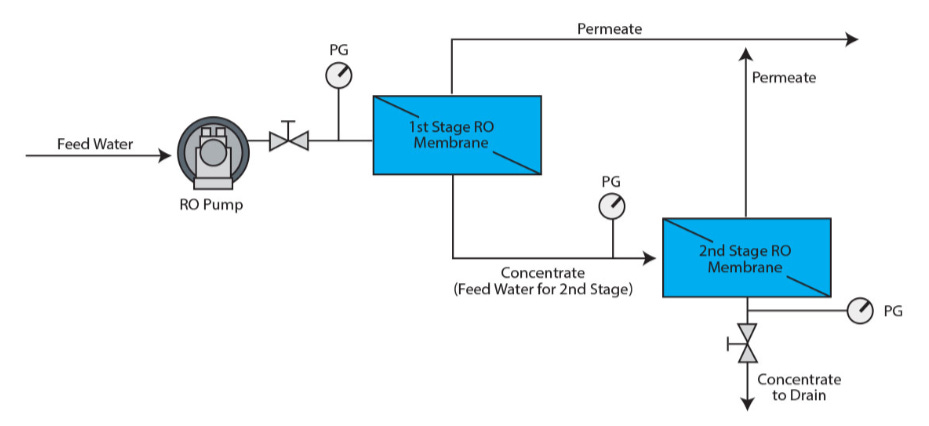 Permeate
PG
Permeate
1st Stage RO
Membrane
Feed Water
RO Pump
PG
2nd Stage RO
Membrane
Concentrate
(Feed Water for 2nd Stage)
PG
Concentrate
to Drain